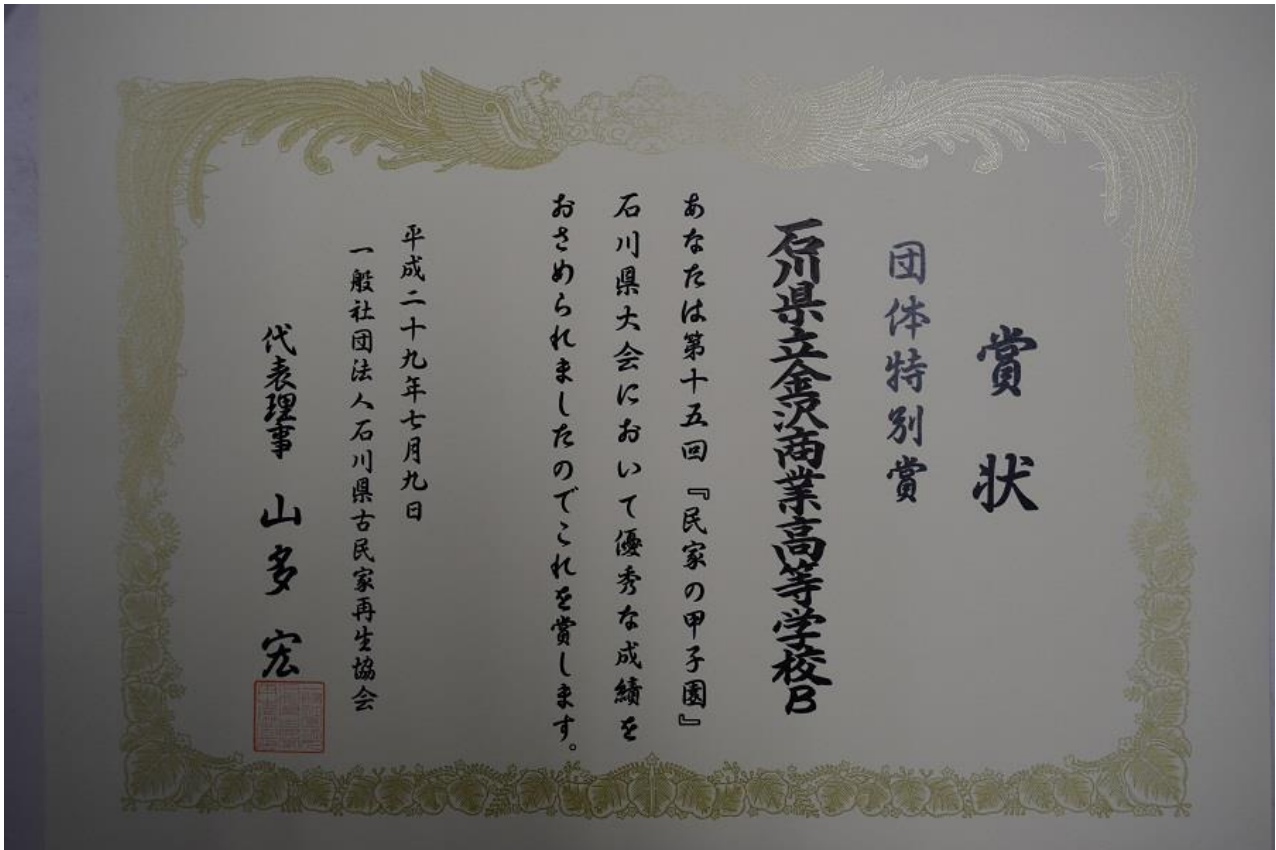 賞状
団体特別賞
石川県立金沢商業高等学校B
あなたは第十五回『民家の甲子園』
石川県大会において優秀な成績を
おさめられましたのでこれを賞します。
平成二十九年七月九日
一般社団法人石川県古民家再生協会
代表理事 山多 宏